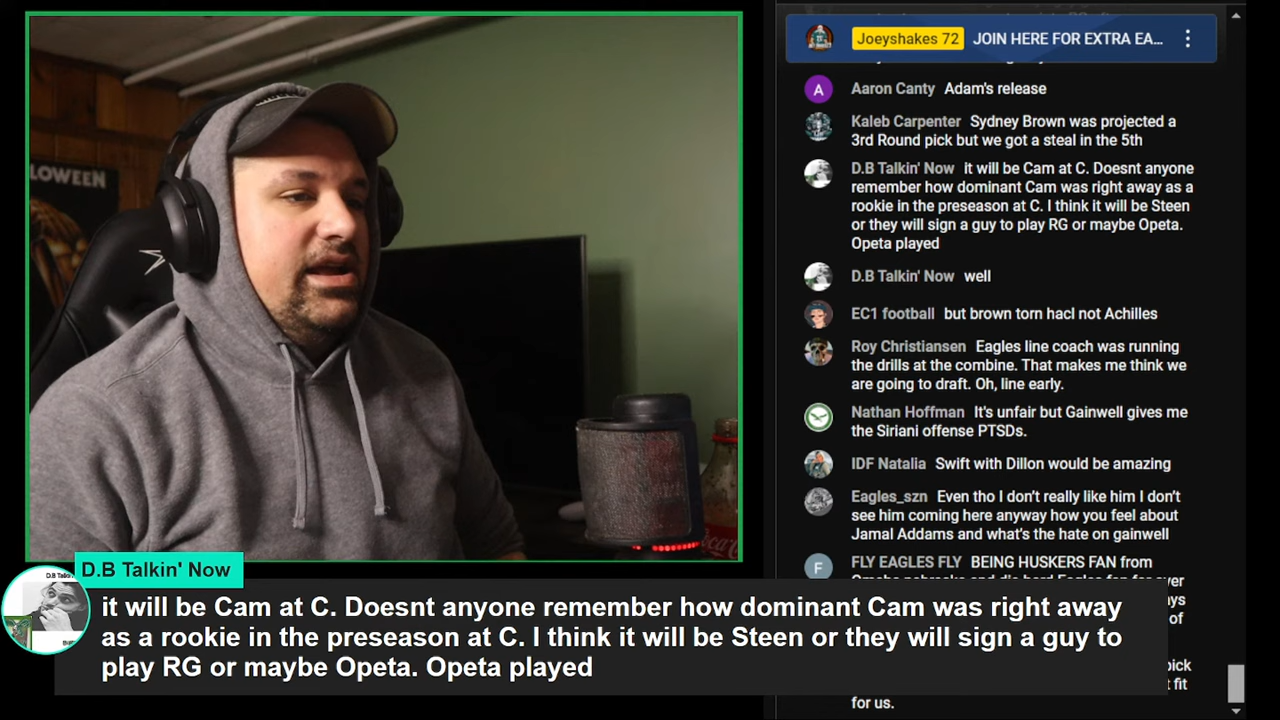 Joeyshakes 72 JOIN HERE FOR EXTRA EA...
Aaron Canty Adam's release
Kaleb Carpenter Sydney Brown was projected a
3rd Round pick but we got a steal in the 5th
D.B Talkin' Now it will be Cam at C. Doesnt anyone
remember how dominant Cam was right away as a
rookie in the preseason at C. I think it will be Steen
or they will sign a guy to play RG or maybe Opeta.
Opeta played
D.B Talkin' Now well
EC1 football but brown torn hacl not Achilles
Roy Christiansen Eagles line coach was running
the drills at the combine. That makes me think we
are going to draft. Oh, line early.
Nathan Hoffman It's unfair but Gainwell gives me
the Siriani offense PTSDs.
IDF Natalia Swift with Dillon would be amazing
Eagles_szn Even tho I don't really like him I don't
see him coming here anyway how you feel about
Jamal Addams and what's the hate on gainwell
FLY EAGLES FLY BEING HUSKERS FAN from
of
pick
fit
for us.
LOWEEN
A
F
D.B Talkin' Now
it will be Cam at C. Doesnt anyone remember how dominant Cam was right away
as a rookie in the preseason at C. I think it will be Steen or they will sign a guy to
play RG or maybe Opeta. Opeta played